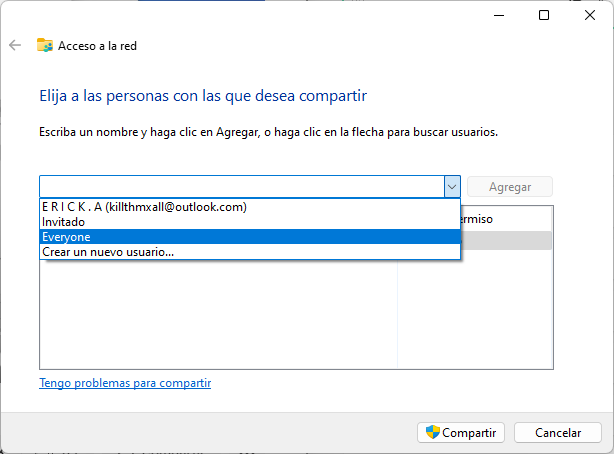 Acceso a la red
Elija a las personas con las que desea compartir
Escriba un nombre y haga clic en Agregar, o haga clic en la flecha para buscar usuarios.
Agregar
E R I C K . A (killthmxall@outlook.com)
Invitado
ermiso
Everyone
Crear un nuevo usuario...
Tengo problemas para compartir
Compartir
Cancelar